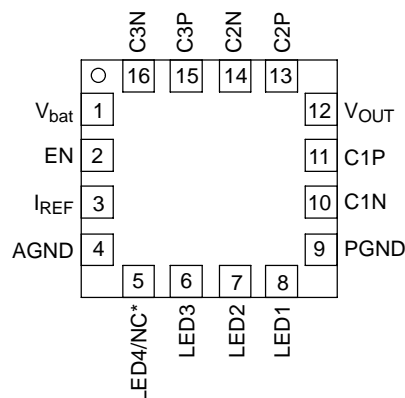 C3N C3P C2N C2P
16 15 14 13
Vbat 1 12 VOUT
EN 2 11 C1P
IREF 3 10 C1N
AGND 4 9 PGND
5 6 7 8
LED4/NC* LED3 LED2 LED1